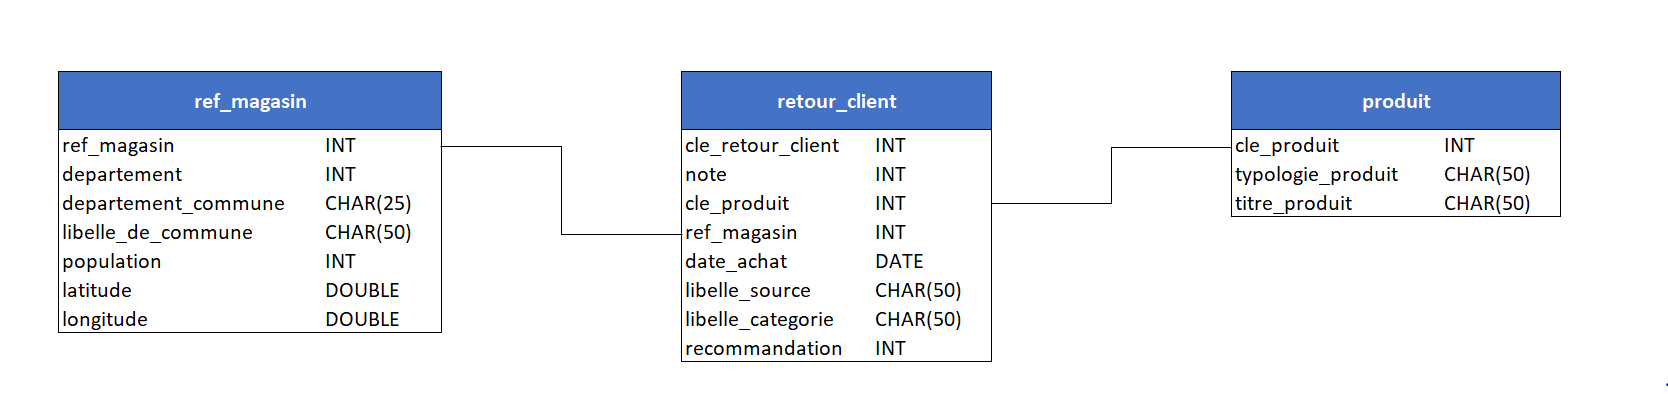 ref_magasin
ref_magasin INT
departement INT
departement_commune CHAR(25)
libelle_de_commune CHAR(50)
population INT
latitude DOUBLE
longitude DOUBLE
retour_client
cle_retour_client INT
note INT
cle_produit INT
ref_magasin INT
date_achat DATE
libelle_source CHAR(50)
libelle_categorie CHAR(50)
recommandation INT
produit
cle_produit INT
typologie_produit CHAR(50)
titre_produit CHAR(50)